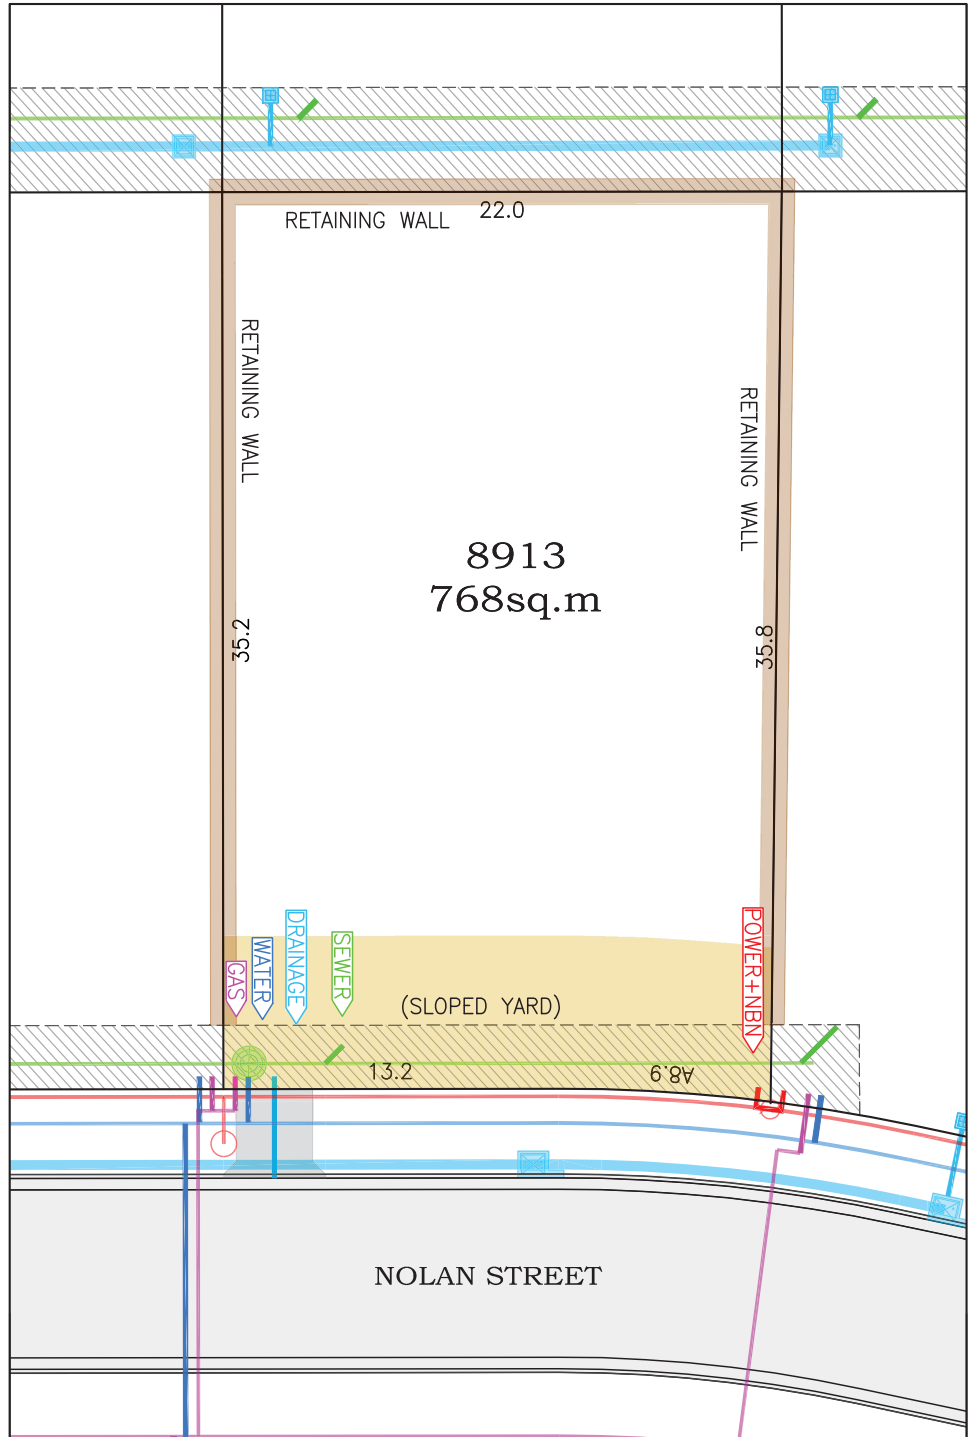 22.0
RETAINING WALL
RETAINING WALL
RETAINING WALL
8913
768sq.m
35.2
35.8
GAS
WATER
DRAINAGE
SEWER
POWER+NBN
(SLOPED YARD)
13.2
A8.9
NOLAN STREET